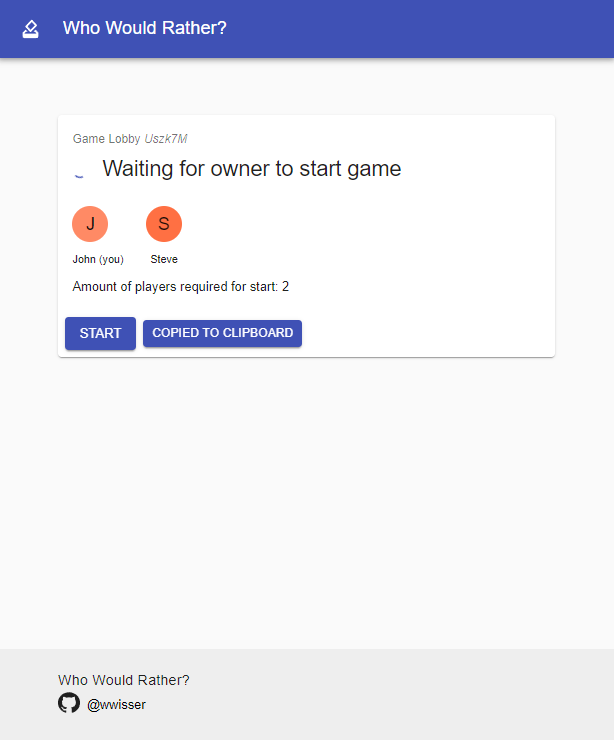 Who Would Rather?
Game Lobby Uszk7M
Waiting for owner to start game
J S
John (you) Steve
Amount of players required for start: 2
START COPIED TO CLIPBOARD
Who Would Rather?
@wwisser